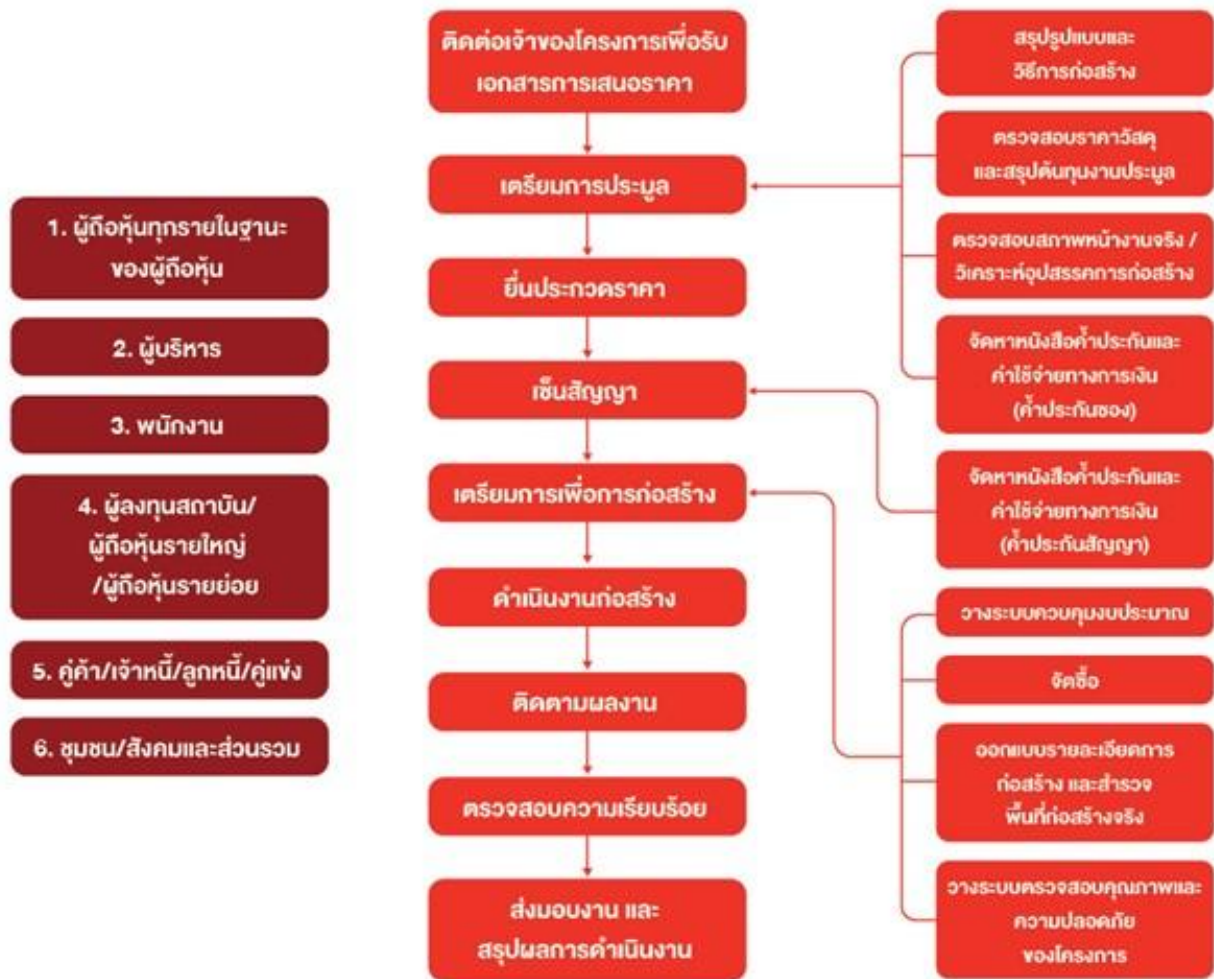 1. ผู้ถือหุ้นทุกรายในฐานะ
ของผู้ถือหุ้น
2. ผู้บริหาร
3. พนักงาน
4. ผู้ลงทุนสถาบัน/
ผู้ถือหุ้นรายใหญ่
/ผู้ถือหุ้นรายย่อย
5. คู่ค้า/เจ้าหนี้/ลูกหนี้/คู่แข่ง
6. ชุมชน/สังคมและส่วนรวม
ติดต่อเจ้าของโครงการเพื่อรับ
เอกสารการเสนอราคา
เตรียมการประมูล
ยื่นประกวดราคา
เซ็นสัญญา
เตรียมการเพื่อการก่อสร้าง
ดำเนินงานก่อสร้าง
ติดตามผลงาน
ตรวจสอบความเรียบร้อย
ส่งมอบงาน และ
สรุปผลการดำเนินงาน
สรุปรูปแบบและ
วิธีการก่อสร้าง
ตรวจสอบราคาวัสดุ
และสรุปต้นทุนงานประมูล
ตรวจสอบสภาพหน้างานจริง /
วิเคราะห์อุปสรรคการก่อสร้าง
จัดหาหนังสือค้ำประกันและ
ค่าใช้จ่ายทางการเงิน
(ค้ำประกันซอง)
จัดหาหนังสือค้ำประกันและ
ค่าใช้จ่ายทางการเงิน
(ค้ำประกันสัญญา)
วางระบบควบคุมงบประมาณ
จัดซื้อ
ออกแบบรายละเอียดการ
ก่อสร้าง และสำรวจ
พื้นที่ก่อสร้างจริง
วางระบบตรวจสอบคุณภาพและ
ความปลอดภัย
ของโครงการ